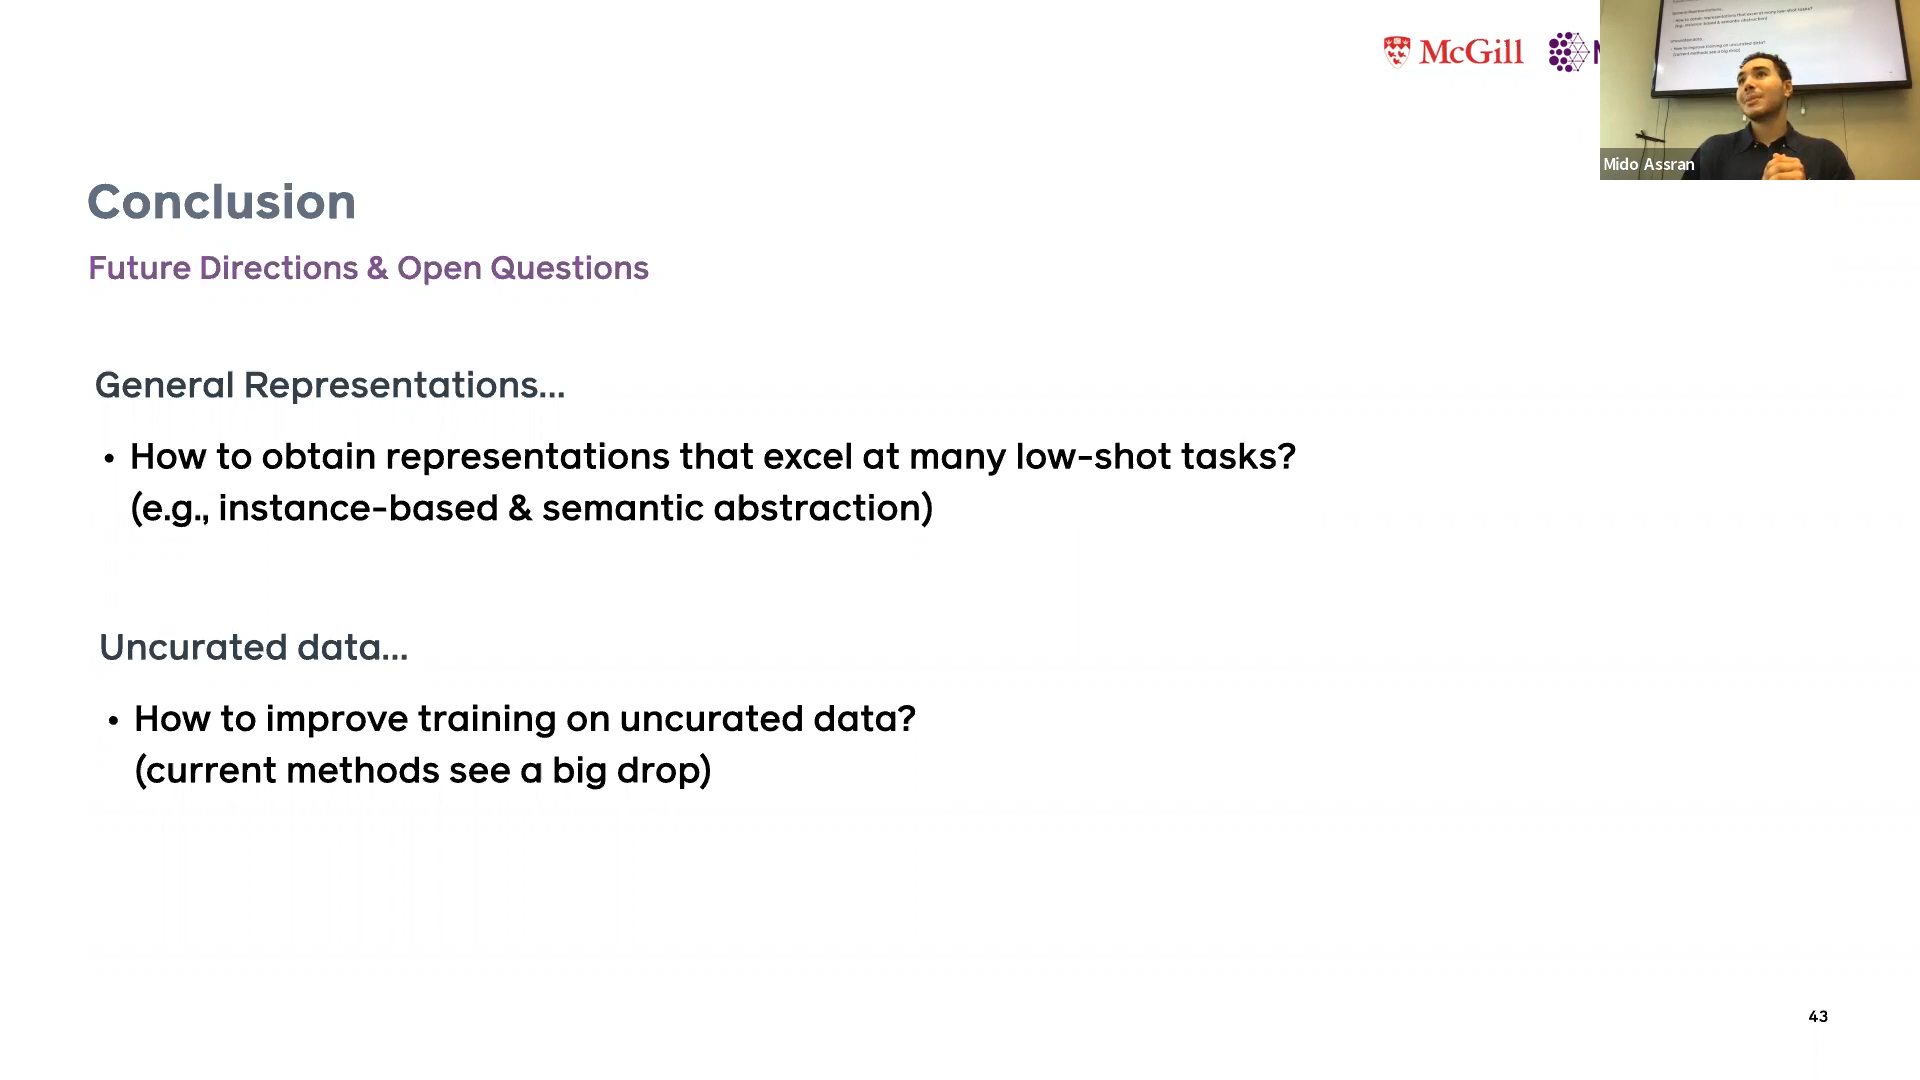 McGill
Mido Assran
Conclusion
Future Directions & Open Questions
General Representations...
• How to obtain representations that excel at many low-shot tasks?
(e.g., instance-based & semantic abstraction)
Uncurated data...
• How to improve training on uncurated data?
(current methods see a big drop)
43